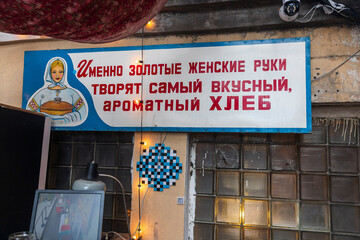 Именно золотые женские руки
творят самый вкусный,
ароматный хлеб